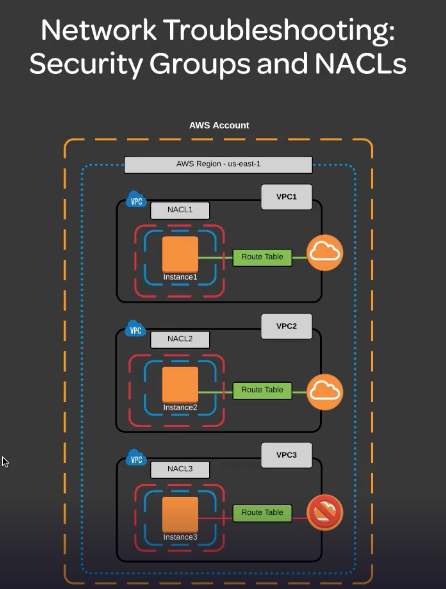 Network Troubleshooting:
Security Groups and NACLs
AWS Account
AWS Region - us-east-1
VPC
VPC1
NACL1
Instance1
Route Table
VPC
VPC2
NACL2
Instance2
Route Table
VPC
VPC3
NACL3
Instance3
Route Table